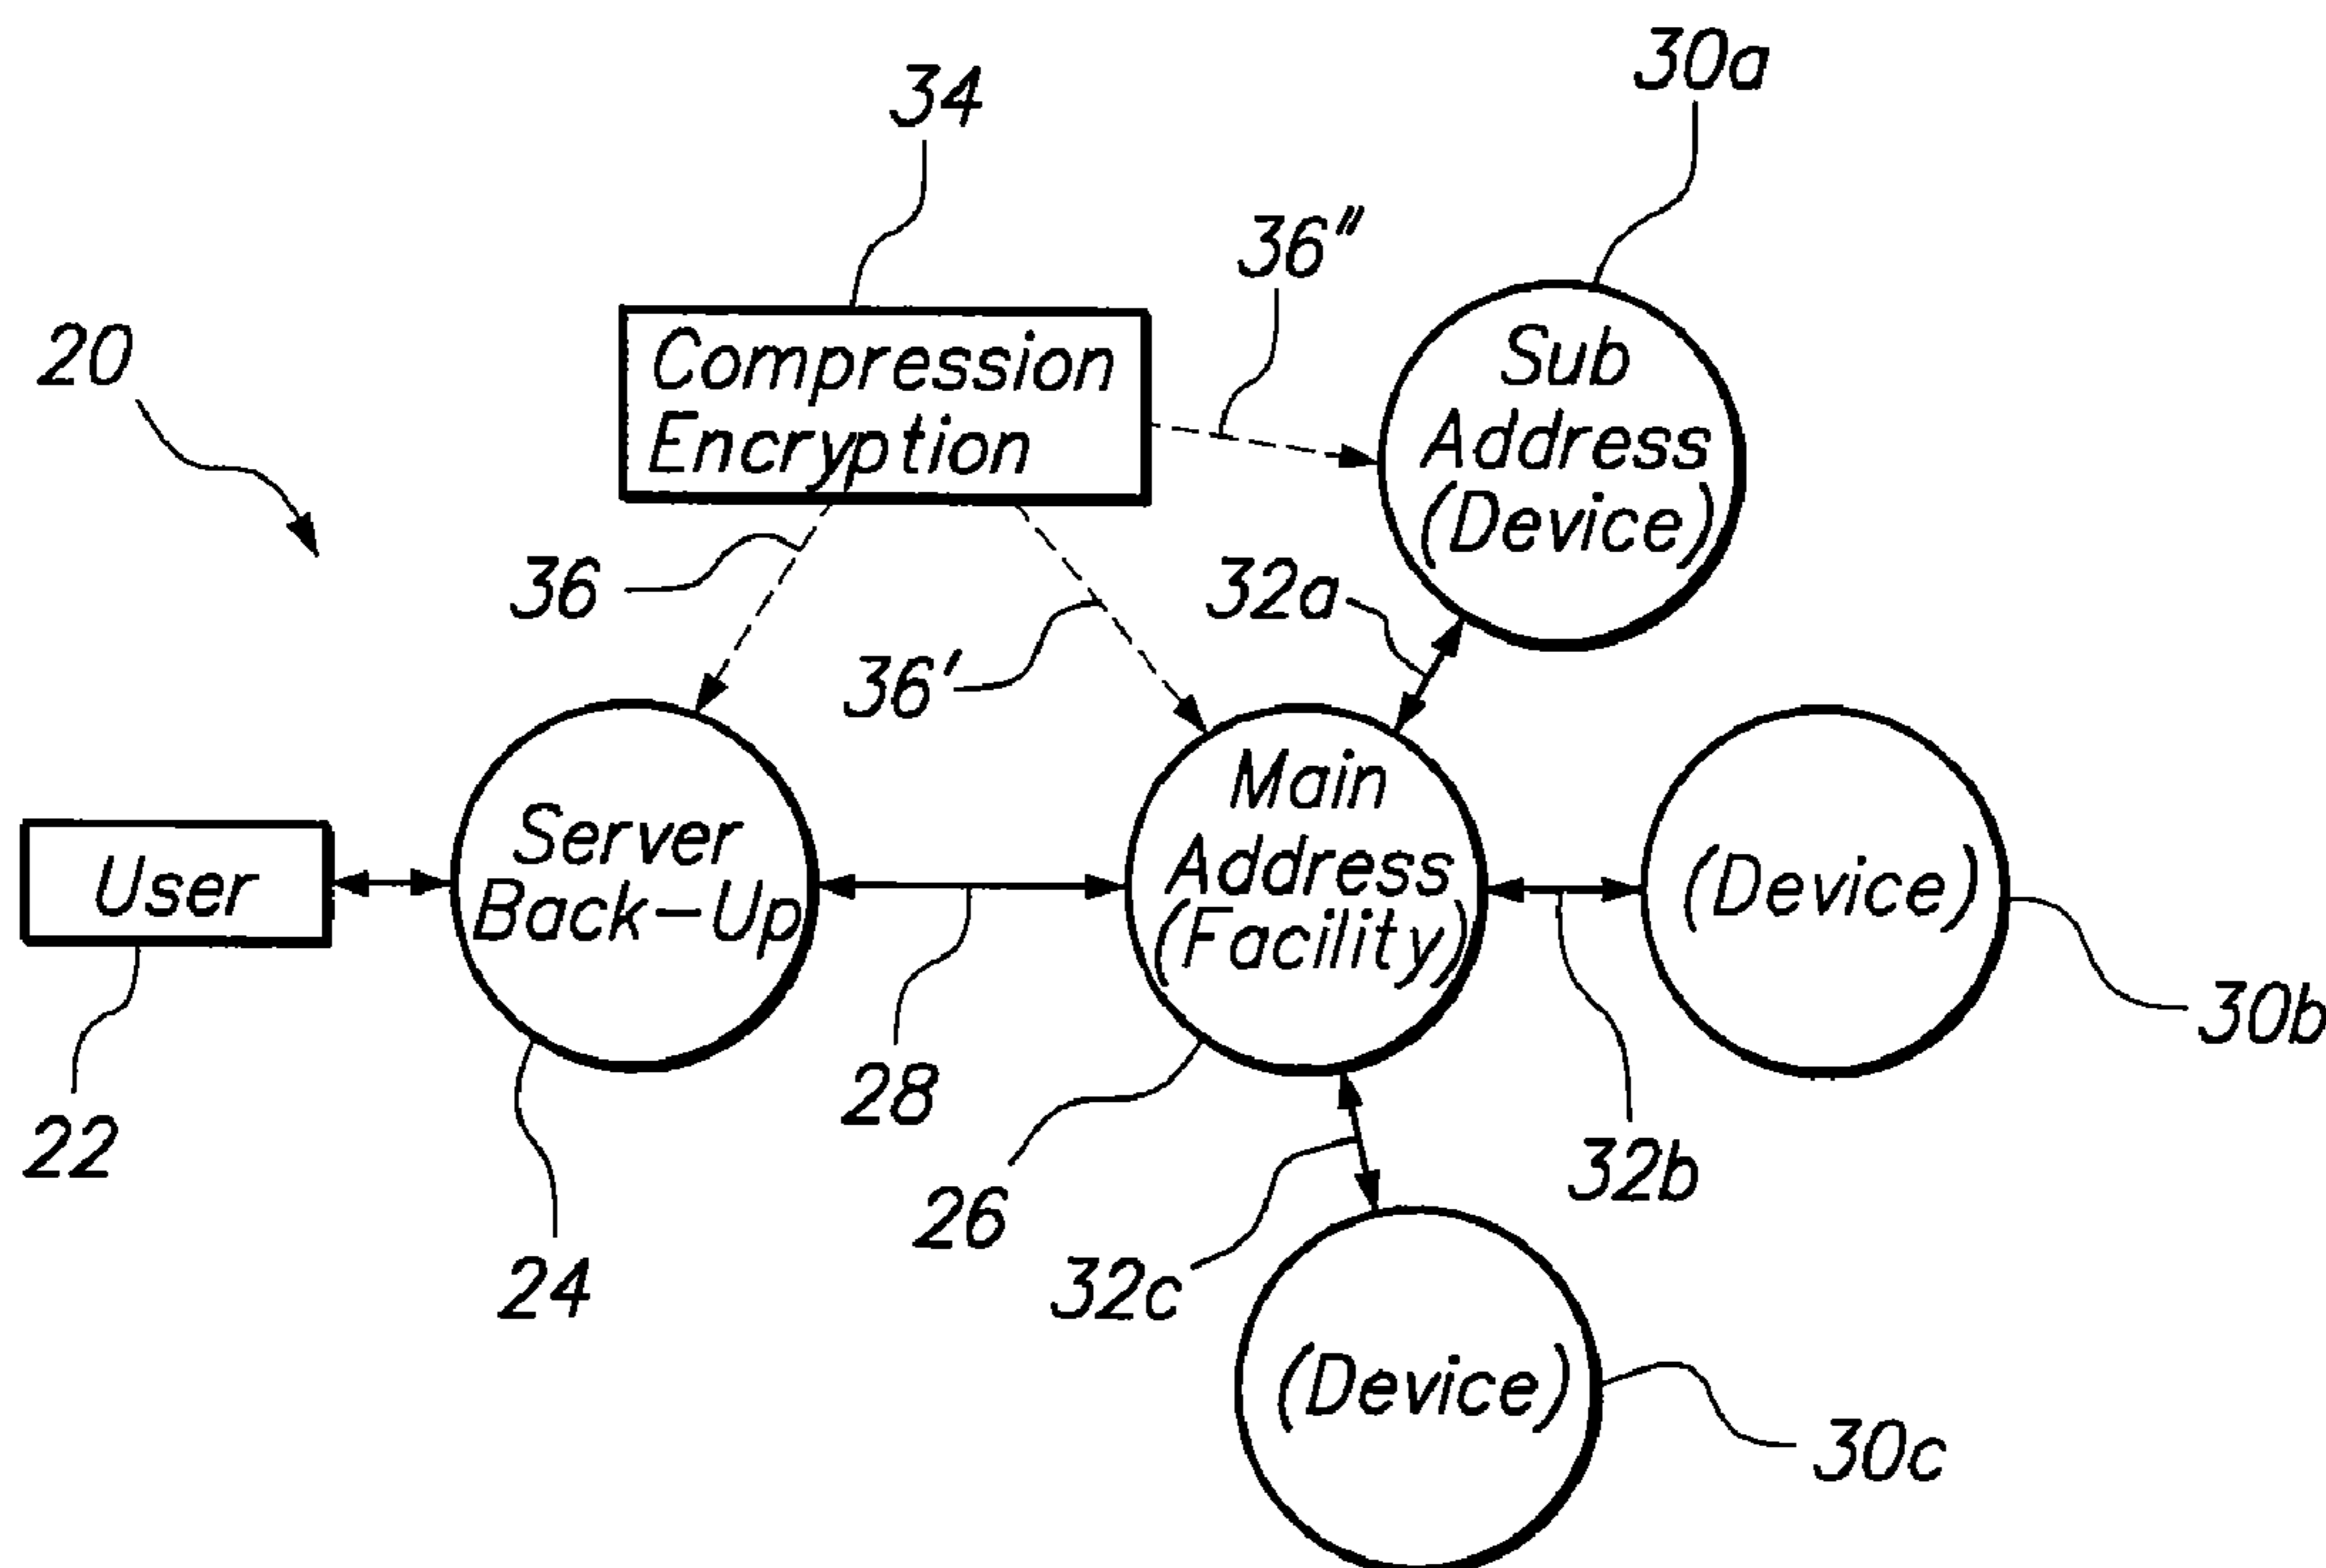 30a
34
36"
20
Compression
Encryption
Sub
Address
(Device)
36
32a
36'
Main
Address
(Facility)
Server
Back-Up
User
(Device)
30b
22
28
32b
26
24
32c
(Device)
30c